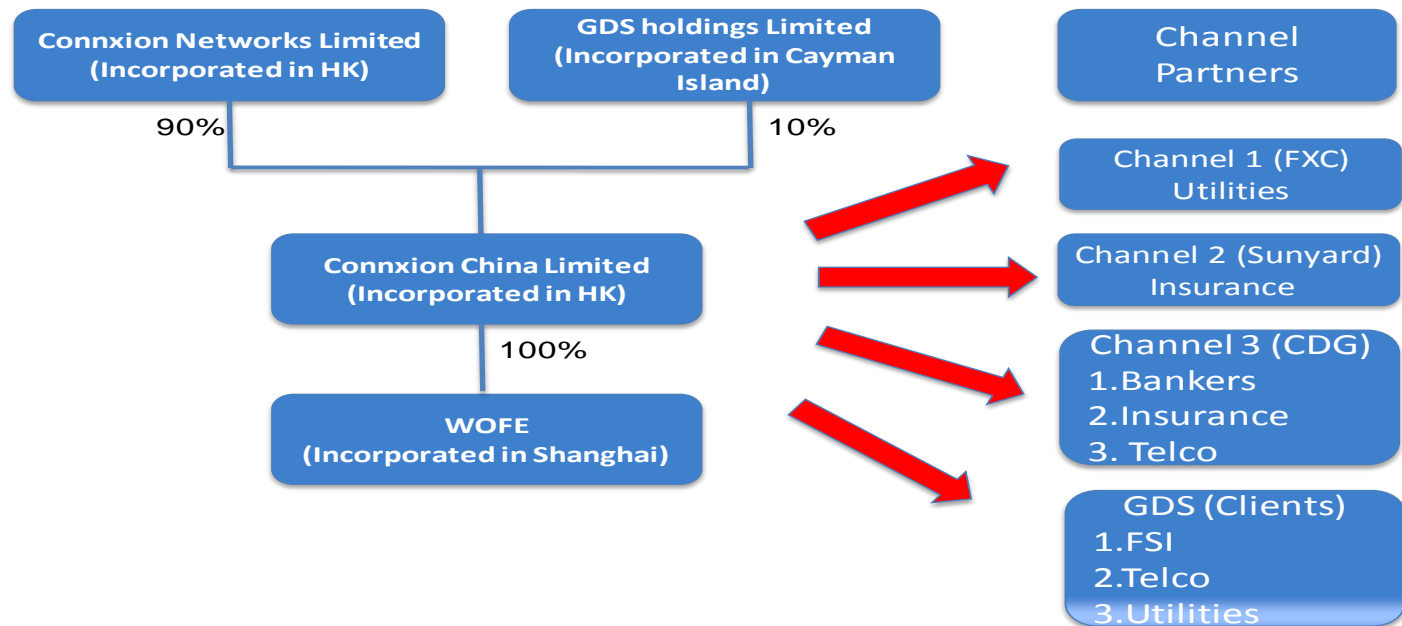 Connxion Networks Limited
(Incorporated in HK)
GDS holdings Limited
(Incorporated in Cayman
Island)
Channel
Partners
90%
10%
Channel 1 (FXC)
Utilities
Connxion China Limited
(Incorporated in HK)
Channel 2 (Sunyard)
Insurance
100%
Channel 3 (CDG)
1.Bankers
2.Insurance
3. Telco
WOFE
(Incorporated in Shanghai)
GDS (Clients)
1.FSI
2.Telco
3.Utilities